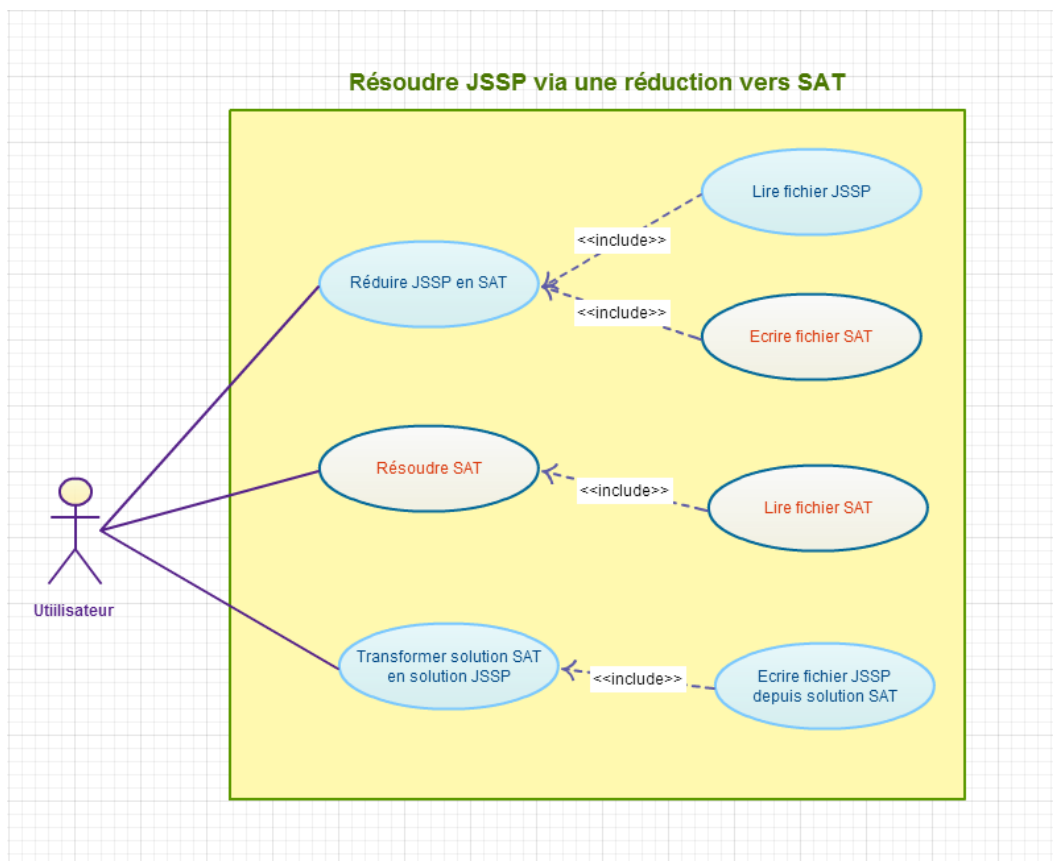 Résoudre JSSP via une réduction vers SAT
Lire fichier JSSP
<<include>>
Réduire JSSP en SAT
<<include>>
Ecrire fichier SAT
Résoudre SAT
<<include>>
Lire fichier SAT
Utiilisateur
Transformer solution SAT
en solution JSSP
<<include>>
Ecrire fichier JSSP
depuis solution SAT